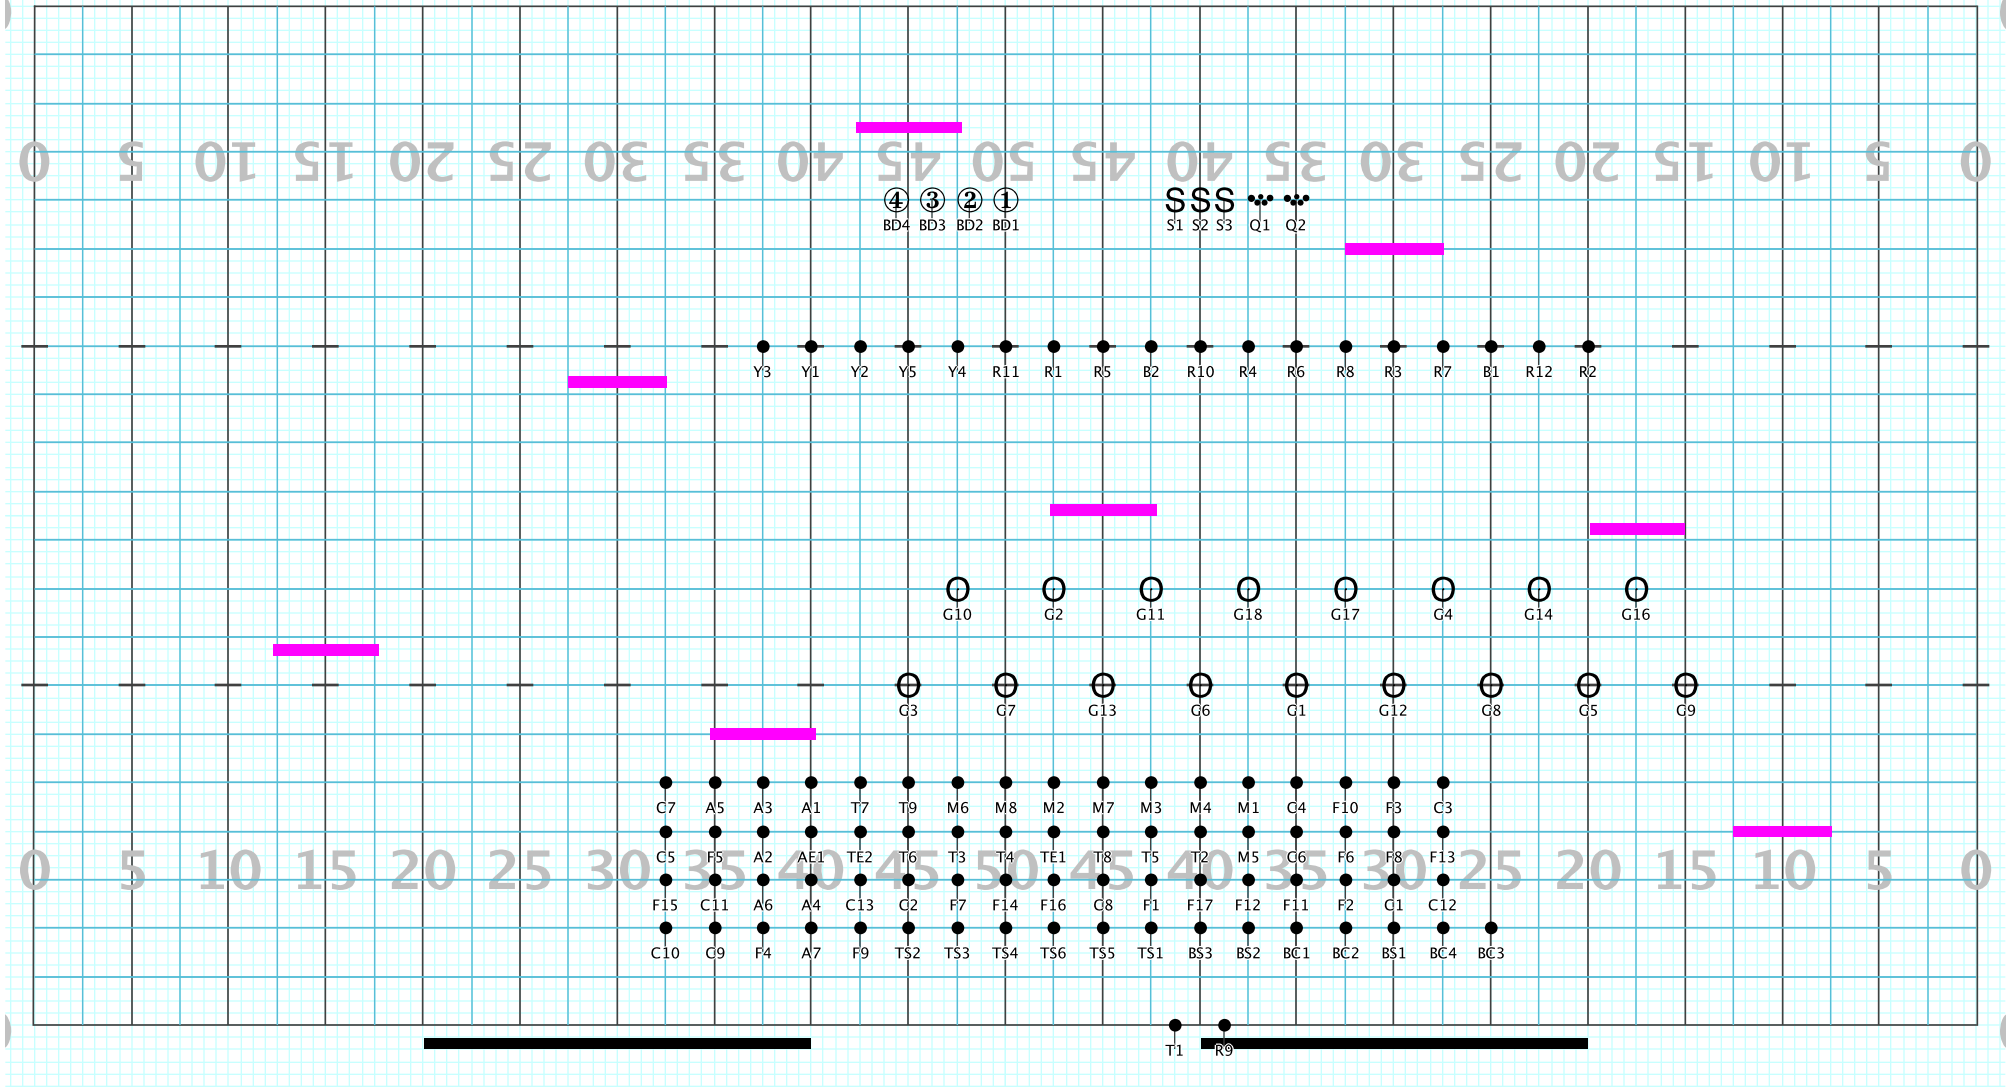 0 5 10 15 20 25 30 35 40 45 50 45 40 35 30 25 20 15 10 5 0
④ ③ ② ① S S S
BD4 BD3 BD2 BD1 S1 S2 S3 Q1 Q2
Y3 Y1 Y2 Y5 Y4 R11 R1 R5 B2 R10 R4 R6 R8 R3 R7 B1 R12 R2
O O O O O O O O
G10 G2 G11 G18 G17 G4 G14 G16
O O O O O O O O O
G3 G7 G13 G6 G1 G12 G8 G5 G9
C7 A5 A3 A1 T7 T9 M6 M8 M2 M7 M3 M4 M1 C4 F10 F3 C3
C5 F5 A2 AE1 TE2 T6 T3 T4 TE1 T8 T5 T2 M5 C6 F6 F8 F13
0 5 10 15 20 25 30 35 40 45 50 45 40 35 30 25 20 15 10 5 0
F15 C11 A6 A4 C13 C2 F7 F14 F16 C8 F1 F17 F12 F11 F2 C1 C12
C10 C9 F4 A7 F9 TS2 TS3 TS4 TS6 TS5 TS1 BS3 BS2 BC1 BC2 BS1 BC4 BC3
T1 R9